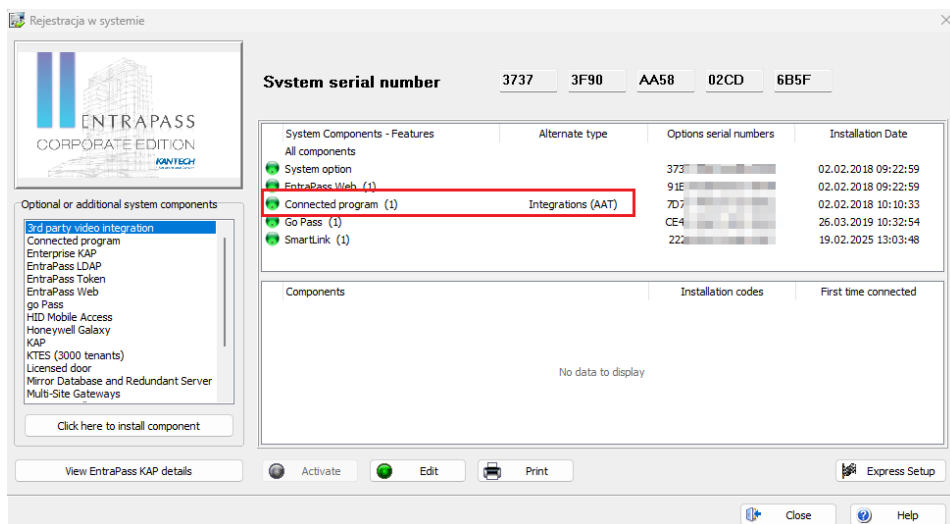 Rejestracja w systemie
ENTRAPASS
CORPORATE EDITION
KANTECH
System serial number
3737 3F90 AA58 02CD 6B5F
System Components - Features Alternate type Options serial numbers Installation Date
All components
System option 373 02.02.2018 09:22:59
EntraPass Web (1) 91E 02.02.2018 09:22:59
Connected program (1) Integrations (AAT) 7D7 02.02.2018 10:10:33
Go Pass (1) CE4 26.03.2019 10:32:54
SmartLink (1) 222 19.02.2025 13:03:48
Optional or additional system components
3rd party video integration
Connected program
Enterprise KAP
EntraPass LDAP
EntraPass Token
EntraPass Web
go Pass
HID Mobile Access
Honeywell Galaxy
KAP
KTES (3000 tenants)
Licensed door
Mirror Database and Redundant Server
Multi-Site Gateways
Click here to install component
Components Installation codes First time connected
No data to display
View EntraPass KAP details
Activate
Edit
Print
Express Setup
Close
Help